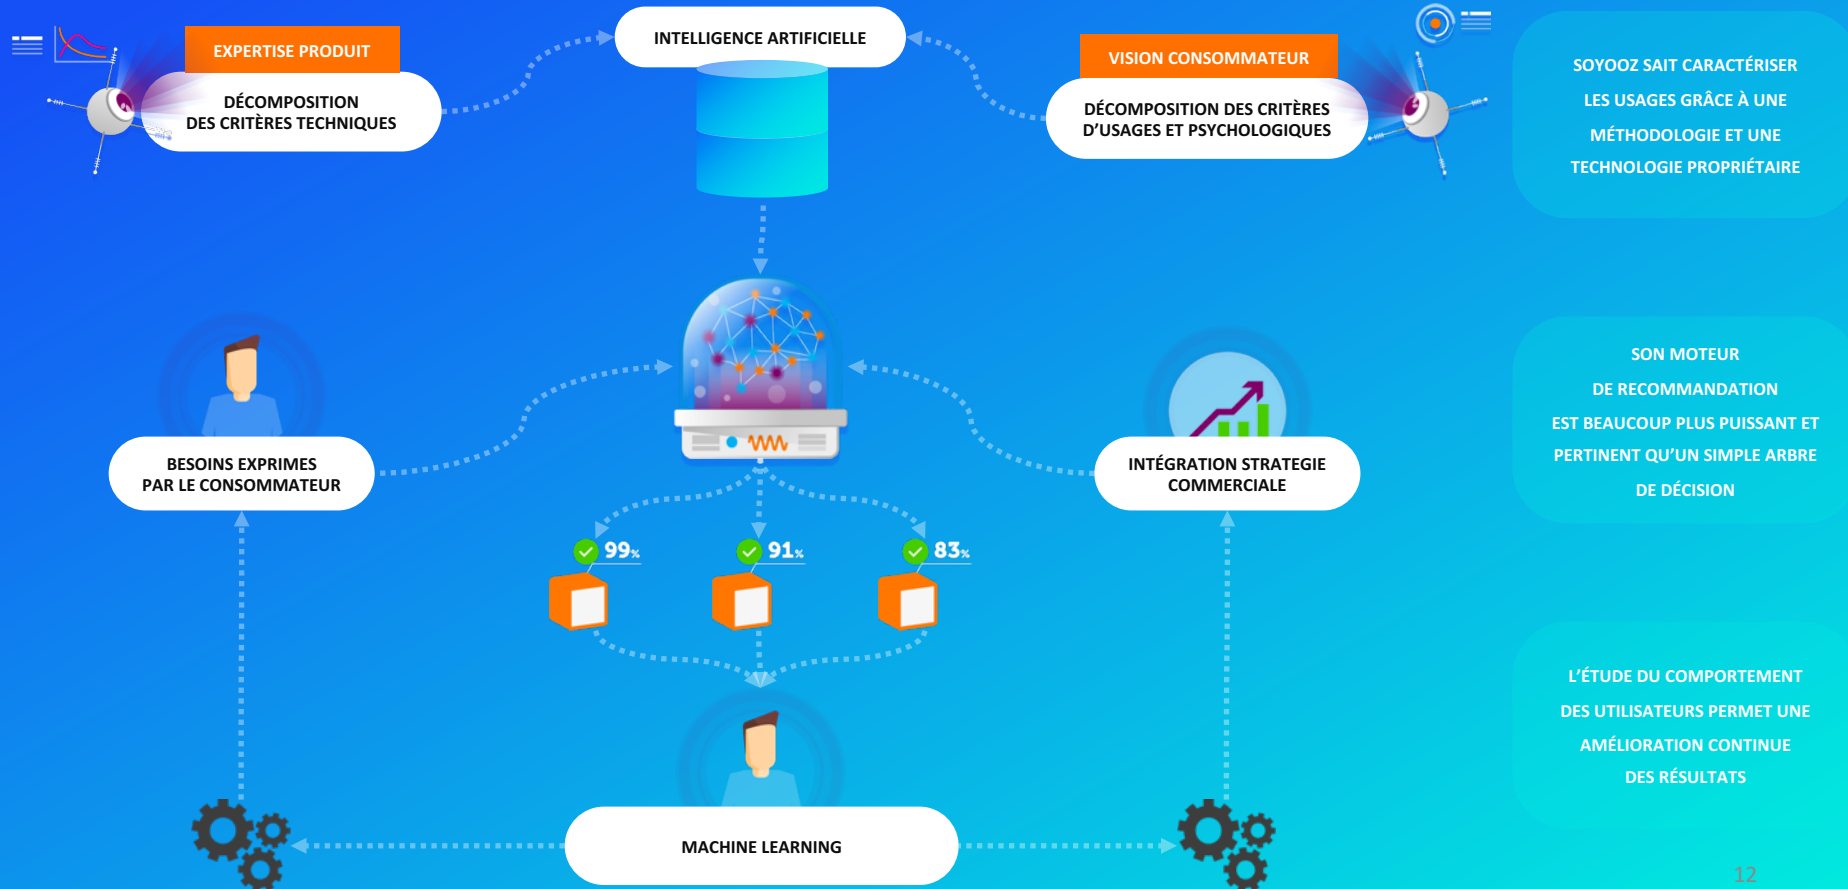 EXPERTISE PRODUIT
DÉCOMPOSITION
DES CRITÈRES TECHNIQUES
INTELLIGENCE ARTIFICIELLE
VISION CONSOMMATEUR
DÉCOMPOSITION DES CRITÈRES
D’USAGES ET PSYCHOLOGIQUES
SOYOOZ SAIT CARACTÉRISER
LES USAGES GRÂCE À UNE
MÉTHODOLOGIE ET UNE
TECHNOLOGIE PROPRIÉTAIRE
BESOINS EXPRIMES
PAR LE CONSOMMATEUR
INTÉGRATION STRATEGIE
COMMERCIALE
SON MOTEUR
DE RECOMMANDATION
EST BEAUCOUP PLUS PUISSANT ET
PERTINENT QU’UN SIMPLE ARBRE
DE DÉCISION
99%
91%
83%
L’ÉTUDE DU COMPORTEMENT
DES UTILISATEURS PERMET UNE
AMÉLIORATION CONTINUE
DES RÉSULTATS
MACHINE LEARNING
12